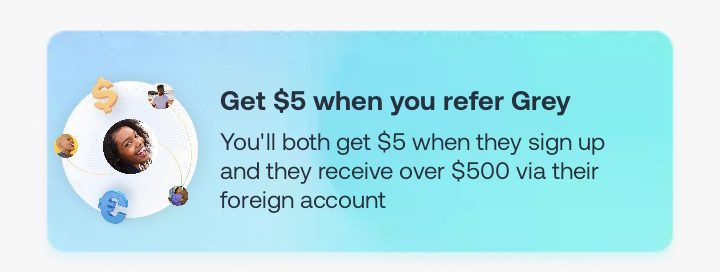 Get $5 when you refer Grey
You'll both get $5 when they sign up
and they receive over $500 via their
foreign account